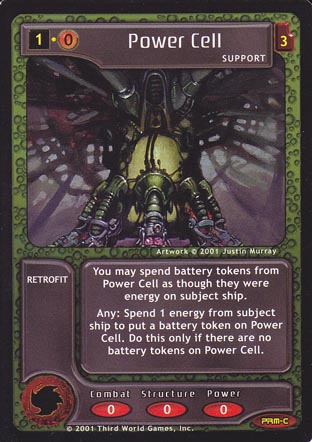 1 • 0
Power Cell
3
SUPPORT
Artwork © 2001 Justin Murray
RETROFIT
You may spend battery tokens from
Power Cell as though they were
energy on subject ship.
Any: Spend 1 energy from subject
ship to put a battery token on Power
Cell. Do this only if there are no
battery tokens on Power Cell.
Combat Structure Power
0 0 0
PRM-C
© 2001 Third World Games, Inc.